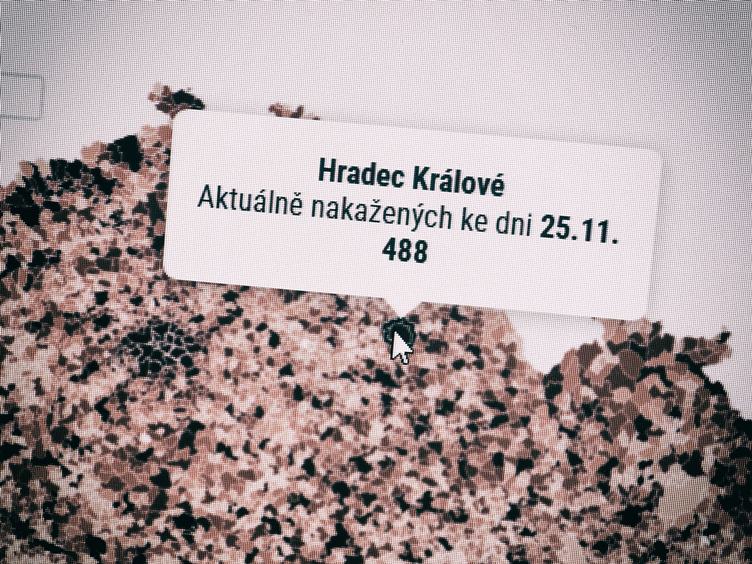 Hradec Králové
Aktuálně nakažených ke dni 25.11.
488